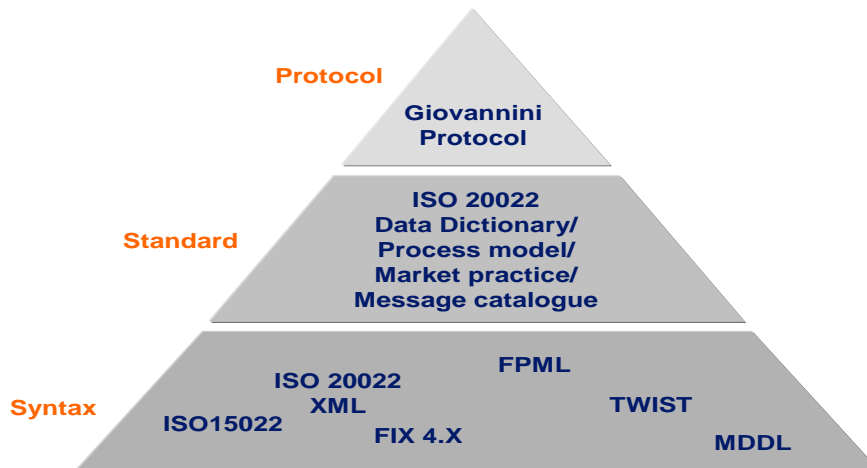 Protocol
Giovannini
Protocol
Standard
ISO 20022
Data Dictionary/
Process model/
Market practice/
Message catalogue
Syntax
ISO15022
ISO 20022
XML
FIX 4.X
FPML
TWIST
MDDL